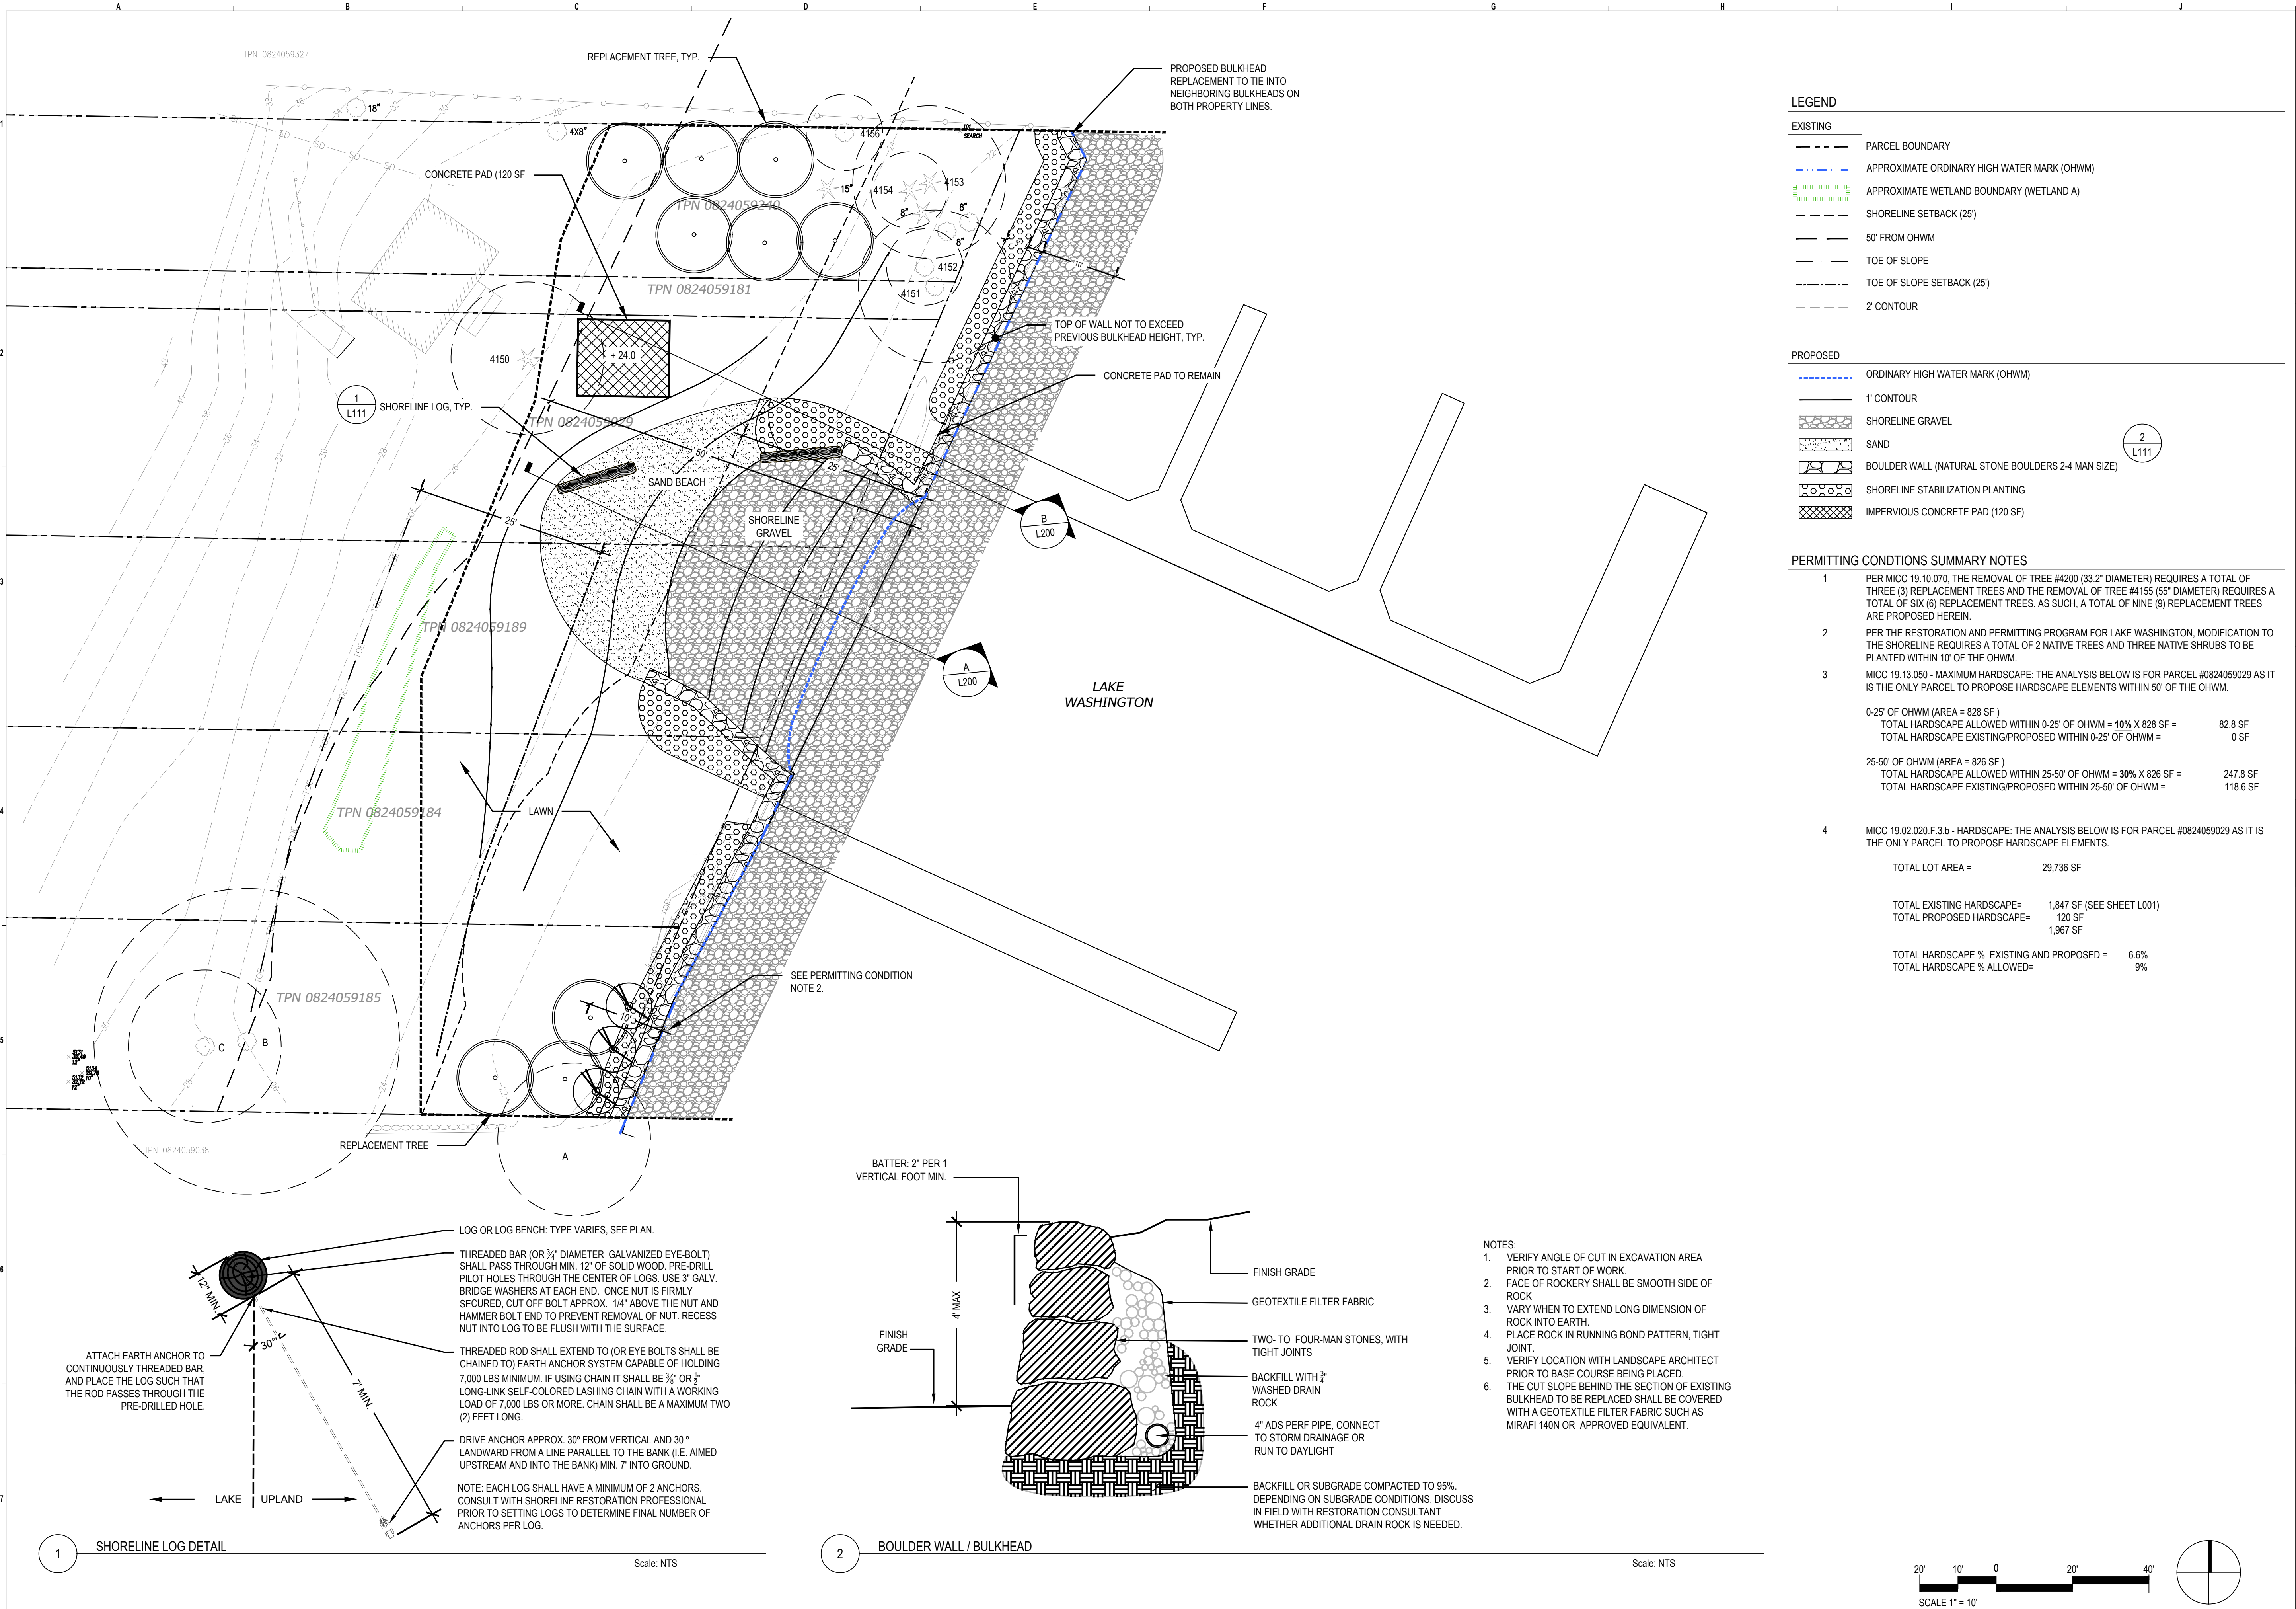 A B C D E F G H I J
1
2
3
4
5
6
7
TPN 0824059327
REPLACEMENT TREE, TYP.
PROPOSED BULKHEAD
REPLACEMENT TO TIE INTO
NEIGHBORING BULKHEADS ON
BOTH PROPERTY LINES.
18"
4X8"
4156
SEARCH
CONCRETE PAD (120 SF
15"
4154
4153
TPN 0824059240
8"
8"
8"
4152
TPN 0824059181
4151
10'
TOP OF WALL NOT TO EXCEED
PREVIOUS BULKHEAD HEIGHT, TYP.
4150
+ 24.0
CONCRETE PAD TO REMAIN
1
L111
SHORELINE LOG, TYP.
TPN 0824059029
50'
25'
SAND BEACH
SHORELINE
GRAVEL
25'
B
L200
TPN 0824059189
A
L200
LAKE
WASHINGTON
TPN 0824059184
LAWN
SEE PERMITTING CONDITION
NOTE 2.
TPN 0824059185
10'
C
B
REPLACEMENT TREE
TPN 0824059038
A
LEGEND
EXISTING
PARCEL BOUNDARY
APPROXIMATE ORDINARY HIGH WATER MARK (OHWM)
APPROXIMATE WETLAND BOUNDARY (WETLAND A)
SHORELINE SETBACK (25')
50' FROM OHWM
TOE OF SLOPE
TOE OF SLOPE SETBACK (25')
2' CONTOUR
PROPOSED
ORDINARY HIGH WATER MARK (OHWM)
1' CONTOUR
SHORELINE GRAVEL
SAND
2
L111
BOULDER WALL (NATURAL STONE BOULDERS 2-4 MAN SIZE)
SHORELINE STABILIZATION PLANTING
IMPERVIOUS CONCRETE PAD (120 SF)
PERMITTING CONDTIONS SUMMARY NOTES
1 PER MICC 19.10.070, THE REMOVAL OF TREE #4200 (33.2" DIAMETER) REQUIRES A TOTAL OF
THREE (3) REPLACEMENT TREES AND THE REMOVAL OF TREE #4155 (55" DIAMETER) REQUIRES A
TOTAL OF SIX (6) REPLACEMENT TREES. AS SUCH, A TOTAL OF NINE (9) REPLACEMENT TREES
ARE PROPOSED HEREIN.
2 PER THE RESTORATION AND PERMITTING PROGRAM FOR LAKE WASHINGTON, MODIFICATION TO
THE SHORELINE REQUIRES A TOTAL OF 2 NATIVE TREES AND THREE NATIVE SHRUBS TO BE
PLANTED WITHIN 10' OF THE OHWM.
3 MICC 19.13.050 - MAXIMUM HARDSCAPE: THE ANALYSIS BELOW IS FOR PARCEL #0824059029 AS IT
IS THE ONLY PARCEL TO PROPOSE HARDSCAPE ELEMENTS WITHIN 50' OF THE OHWM.
0-25' OF OHWM (AREA = 828 SF )
TOTAL HARDSCAPE ALLOWED WITHIN 0-25' OF OHWM = 10% X 828 SF = 82.8 SF
TOTAL HARDSCAPE EXISTING/PROPOSED WITHIN 0-25' OF OHWM = 0 SF
25-50' OF OHWM (AREA = 826 SF )
TOTAL HARDSCAPE ALLOWED WITHIN 25-50' OF OHWM = 30% X 826 SF = 247.8 SF
TOTAL HARDSCAPE EXISTING/PROPOSED WITHIN 25-50' OF OHWM = 118.6 SF
4 MICC 19.02.020.F.3.b - HARDSCAPE: THE ANALYSIS BELOW IS FOR PARCEL #0824059029 AS IT IS
THE ONLY PARCEL TO PROPOSE HARDSCAPE ELEMENTS.
TOTAL LOT AREA = 29,736 SF
TOTAL EXISTING HARDSCAPE= 1,847 SF (SEE SHEET L001)
TOTAL PROPOSED HARDSCAPE= 120 SF
1,967 SF
TOTAL HARDSCAPE % EXISTING AND PROPOSED = 6.6%
TOTAL HARDSCAPE % ALLOWED= 9%
LOG OR LOG BENCH: TYPE VARIES, SEE PLAN.
THREADED BAR (OR 3/4" DIAMETER GALVANIZED EYE-BOLT)
SHALL PASS THROUGH MIN. 12" OF SOLID WOOD. PRE-DRILL
PILOT HOLES THROUGH THE CENTER OF LOGS. USE 3" GALV.
BRIDGE WASHERS AT EACH END. ONCE NUT IS FIRMLY
SECURED, CUT OFF BOLT APPROX. 1/4" ABOVE THE NUT AND
HAMMER BOLT END TO PREVENT REMOVAL OF NUT. RECESS
NUT INTO LOG TO BE FLUSH WITH THE SURFACE.
THREADED ROD SHALL EXTEND TO (OR EYE BOLTS SHALL BE
CHAINED TO) EARTH ANCHOR SYSTEM CAPABLE OF HOLDING
7,000 LBS MINIMUM. IF USING CHAIN IT SHALL BE 3/8" OR 1/2"
LONG-LINK SELF-COLORED LASHING CHAIN WITH A WORKING
LOAD OF 7,000 LBS OR MORE. CHAIN SHALL BE A MAXIMUM TWO
(2) FEET LONG.
DRIVE ANCHOR APPROX. 30º FROM VERTICAL AND 30 º
LANDWARD FROM A LINE PARALLEL TO THE BANK (I.E. AIMED
UPSTREAM AND INTO THE BANK) MIN. 7' INTO GROUND.
NOTE: EACH LOG SHALL HAVE A MINIMUM OF 2 ANCHORS.
CONSULT WITH SHORELINE RESTORATION PROFESSIONAL
PRIOR TO SETTING LOGS TO DETERMINE FINAL NUMBER OF
ANCHORS PER LOG.
12" MIN.
30º
7' MIN.
ATTACH EARTH ANCHOR TO
CONTINUOUSLY THREADED BAR,
AND PLACE THE LOG SUCH THAT
THE ROD PASSES THROUGH THE
PRE-DRILLED HOLE.
LAKE UPLAND
1 SHORELINE LOG DETAIL
Scale: NTS
BATTER: 2" PER 1
VERTICAL FOOT MIN.
4' MAX
FINISH
GRADE
FINISH GRADE
GEOTEXTILE FILTER FABRIC
TWO- TO FOUR-MAN STONES, WITH
TIGHT JOINTS
BACKFILL WITH 3/4"
WASHED DRAIN
ROCK
4" ADS PERF PIPE, CONNECT
TO STORM DRAINAGE OR
RUN TO DAYLIGHT
BACKFILL OR SUBGRADE COMPACTED TO 95%.
DEPENDING ON SUBGRADE CONDITIONS, DISCUSS
IN FIELD WITH RESTORATION CONSULTANT
WHETHER ADDITIONAL DRAIN ROCK IS NEEDED.
2 BOULDER WALL / BULKHEAD
Scale: NTS
NOTES:
1. VERIFY ANGLE OF CUT IN EXCAVATION AREA
PRIOR TO START OF WORK.
2. FACE OF ROCKERY SHALL BE SMOOTH SIDE OF
ROCK
3. VARY WHEN TO EXTEND LONG DIMENSION OF
ROCK INTO EARTH.
4. PLACE ROCK IN RUNNING BOND PATTERN, TIGHT
JOINT.
5. VERIFY LOCATION WITH LANDSCAPE ARCHITECT
PRIOR TO BASE COURSE BEING PLACED.
6. THE CUT SLOPE BEHIND THE SECTION OF EXISTING
BULKHEAD TO BE REPLACED SHALL BE COVERED
WITH A GEOTEXTILE FILTER FABRIC SUCH AS
MIRAFI 140N OR APPROVED EQUIVALENT.
20' 10' 0 20' 40'
SCALE 1" = 10'